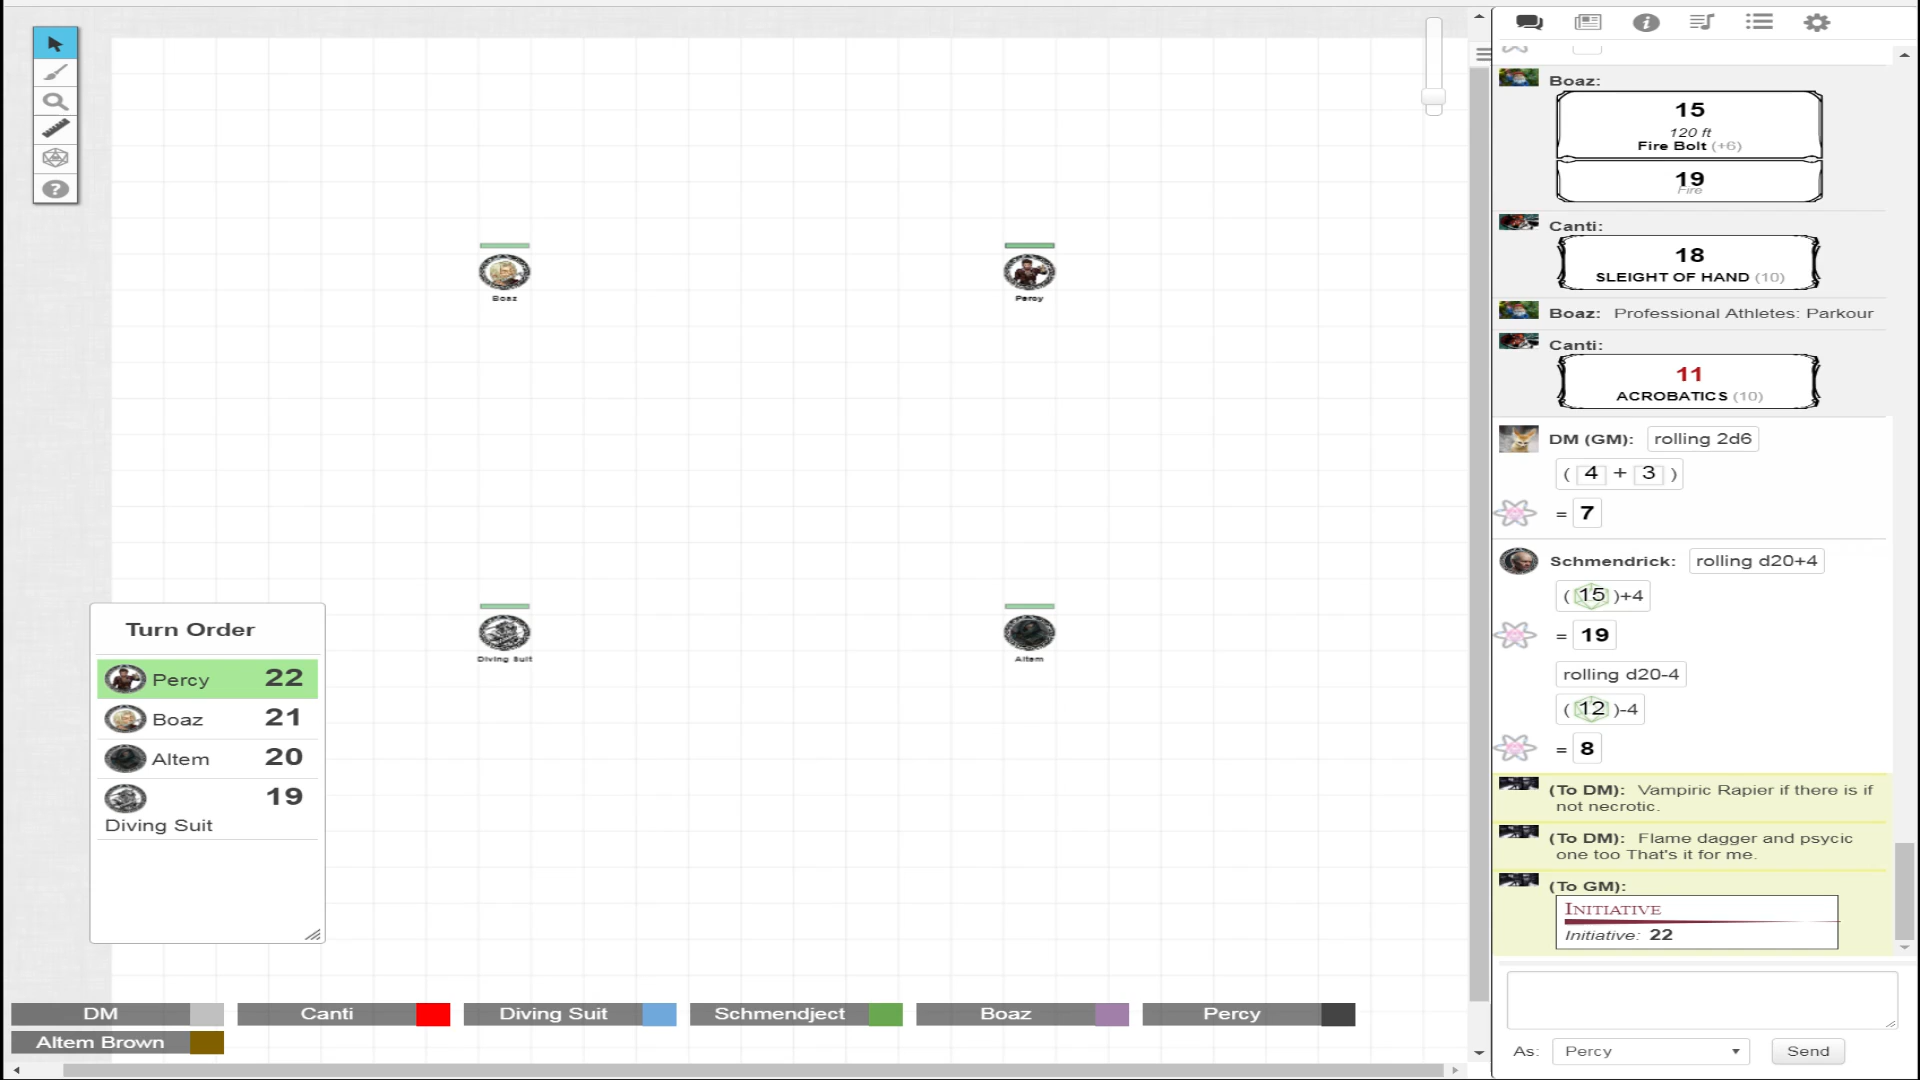 Boaz:
15
120 ft
Fire Bolt (+6)
19
Fire
Canti:
18
SLEIGHT OF HAND (10)
Boaz: Professional Athletes: Parkour
Canti:
11
ACROBATICS (10)
DM (GM): rolling 2d6
( 4 + 3 )
= 7
Schmendrick: rolling d20+4
( 15 )+4
= 19
rolling d20-4
( 12 )-4
= 8
(To DM): Vampiric Rapier if there is if
not necrotic.
(To DM): Flame dagger and psycic
one too That's it for me.
(To GM):
INITIATIVE
Initiative: 22
As: Percy
Send
Boaz
Percy
Diving Suit
Altem
Turn Order
Percy 22
Boaz 21
Altem 20
19
Diving Suit
DM
Canti
Diving Suit
Schmendject
Boaz
Percy
Altem Brown
?